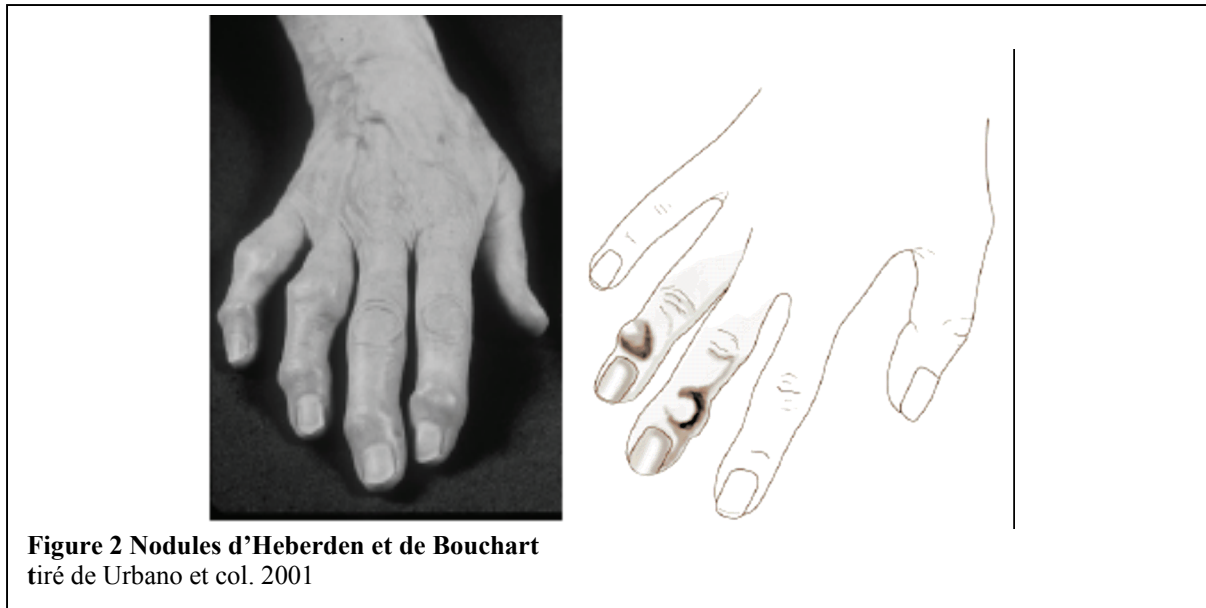 Figure 2 Nodules d’Heberden et de Bouchart
tiré de Urbano et col. 2001